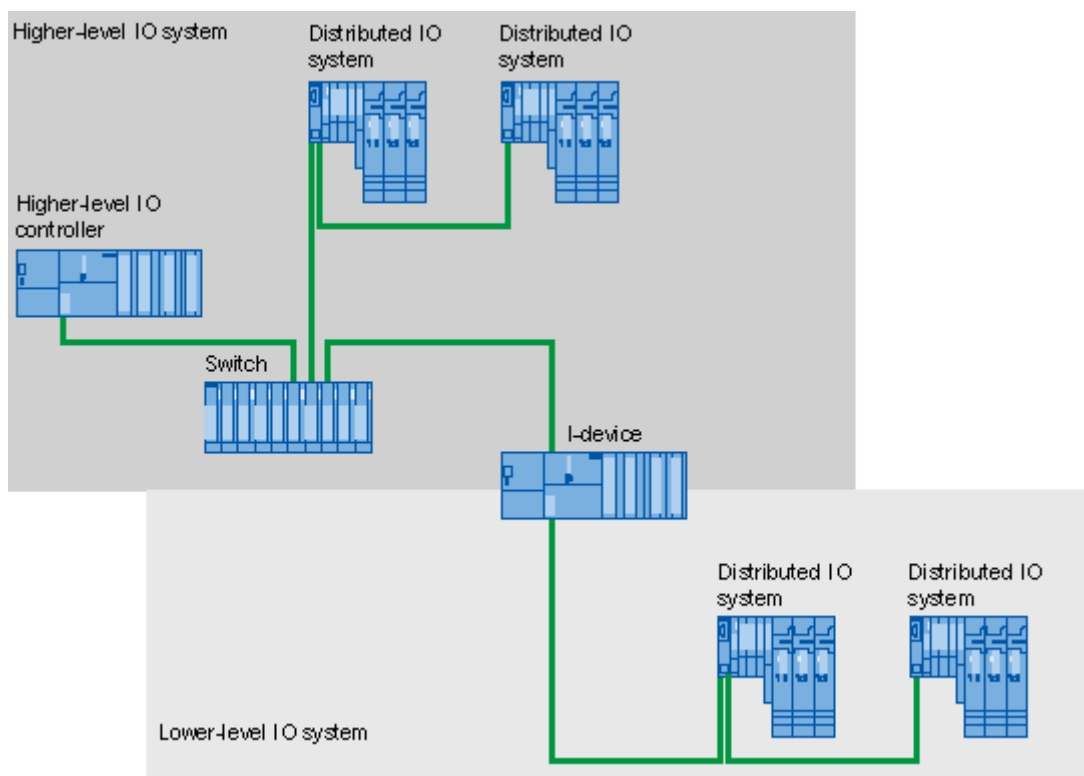 Higher-level IO system
Distributed IO
system
Distributed IO
system
Higher-level IO
controller
Switch
I-device
Distributed IO
system
Distributed IO
system
Lower-level IO system